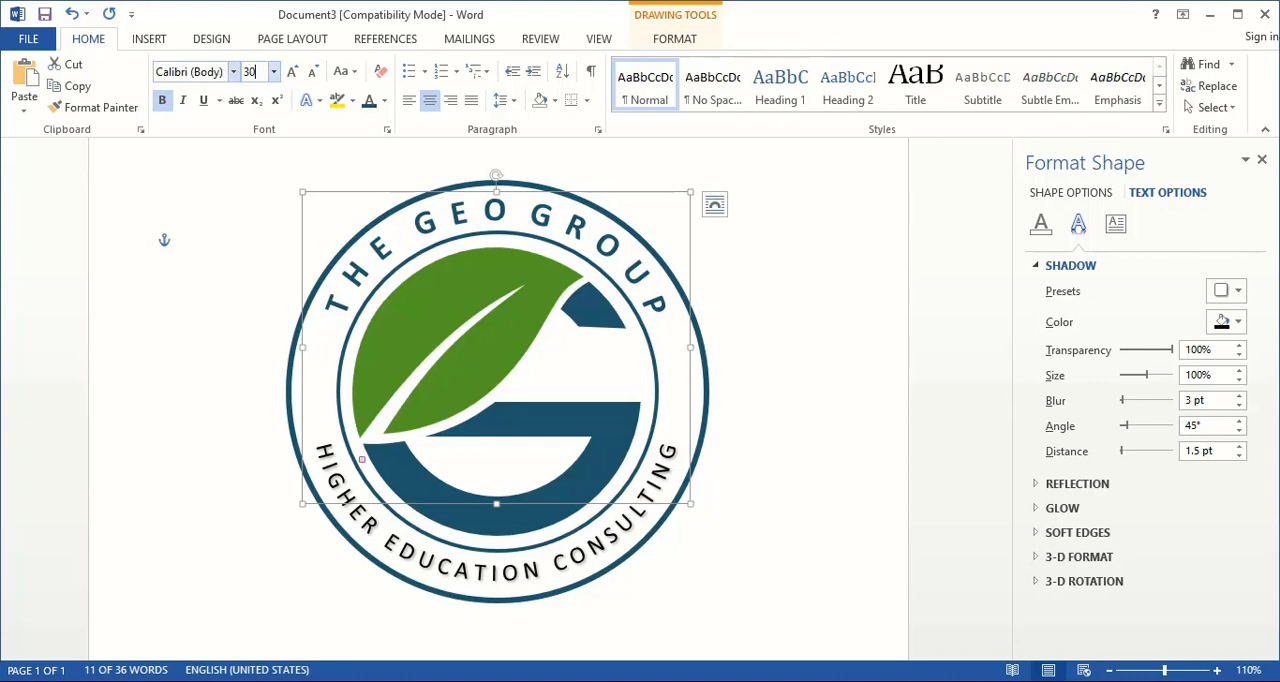 Document3 [Compatibility Mode] - Word
DRAWING TOOLS
?
FILE HOME INSERT DESIGN PAGE LAYOUT REFERENCES MAILINGS REVIEW VIEW FORMAT
Sign in
Paste
Cut
Copy
Format Painter
Clipboard
Calibri (Body) 30
Font
Paragraph
AaBbCcDc AaBbCcDc AaBbC AaBbCcI AaB AaBbCcD AaBbCcDt AaBbCcDt
¶ Normal ¶ No Spac... Heading 1 Heading 2 Title Subtitle Subtle Em... Emphasis
Styles
Find
Replace
Select
Editing
THE GEO GROUP
HIGHER EDUCATION CONSULTING
Format Shape
SHAPE OPTIONS TEXT OPTIONS
SHADOW
Presets
Color
Transparency 100%
Size 100%
Blur 3 pt
Angle 45°
Distance 1.5 pt
REFLECTION
GLOW
SOFT EDGES
3-D FORMAT
3-D ROTATION
PAGE 1 OF 1 11 OF 36 WORDS ENGLISH (UNITED STATES) 110%